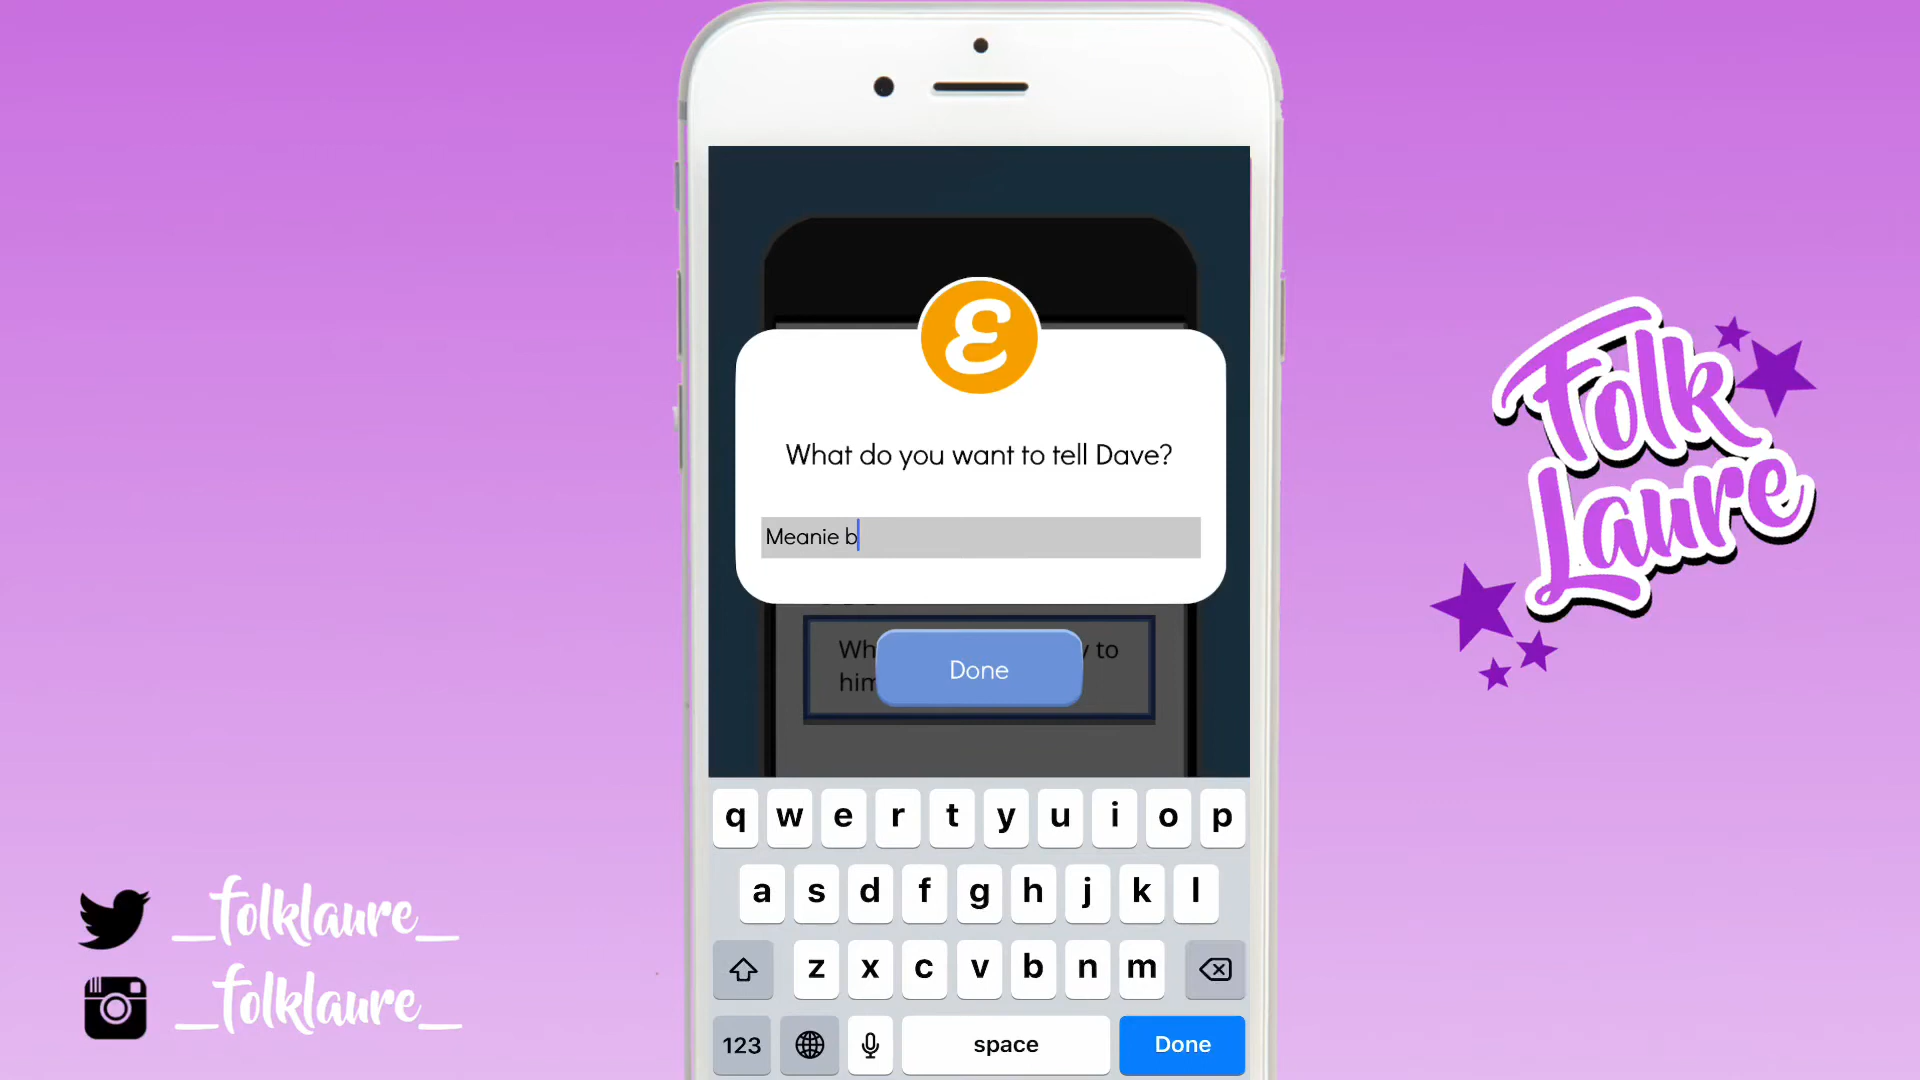 ε
What do you want to tell Dave?
Meanie b
Wh
y to
him
Done
Folk
Laure
q w e r t y u i o p
a s d f g h j k l
z x c v b n m
123
space
Done
_folklaure_
_folklaure_